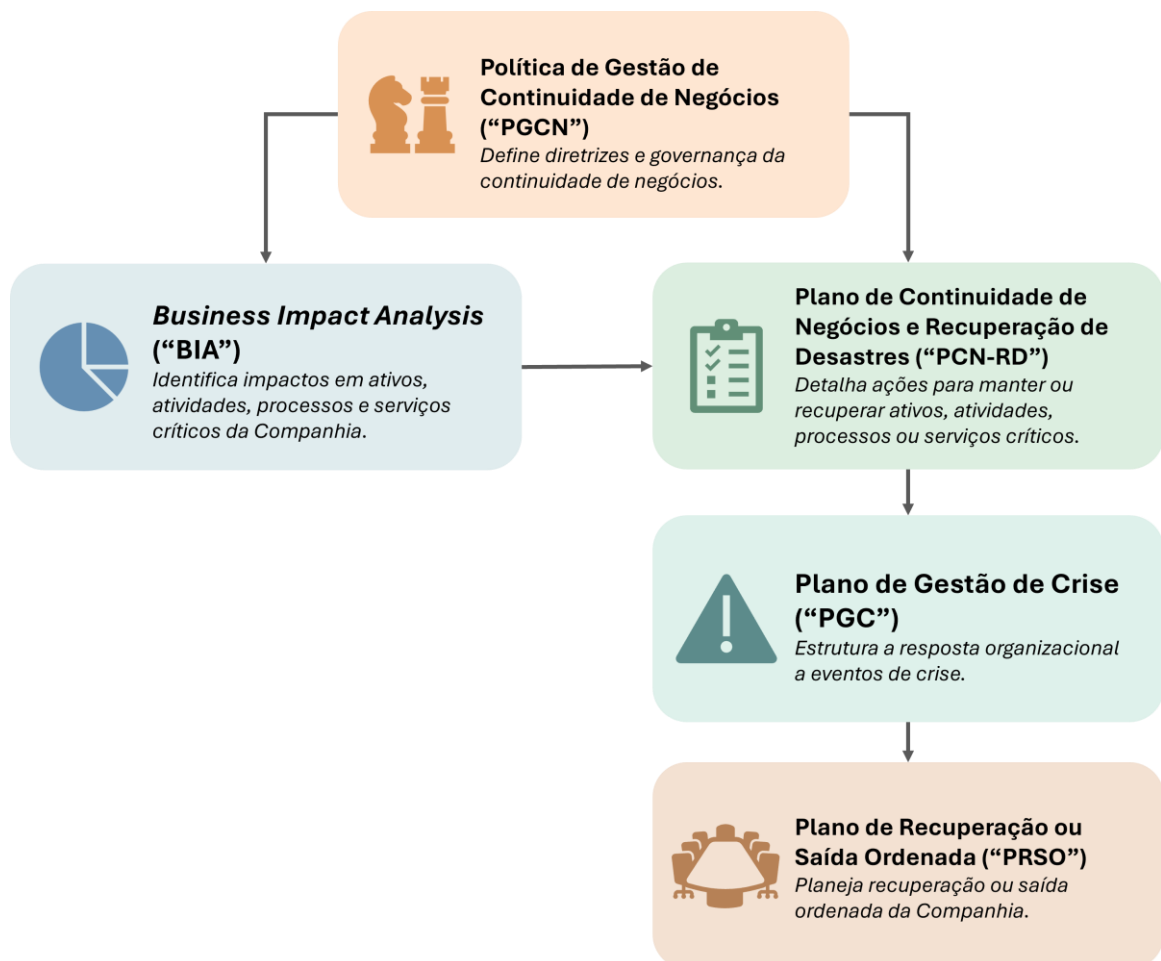 Política de Gestão de
Continuidade de Negócios
(“PGCN”)
Define diretrizes e governança da
continuidade de negócios.
Business Impact Analysis
(“BIA”)
Identifica impactos em ativos,
atividades, processos e serviços
críticos da Companhia.
Plano de Continuidade de
Negócios e Recuperação de
Desastres (“PCN-RD”)
Detalha ações para manter ou
recuperar ativos, atividades,
processos ou serviços críticos.
Plano de Gestão de Crise
(“PGC”)
Estrutura a resposta organizacional
a eventos de crise.
Plano de Recuperação ou
Saída Ordenada (“PRSO”)
Planeja recuperação ou saída
ordenada da Companhia.